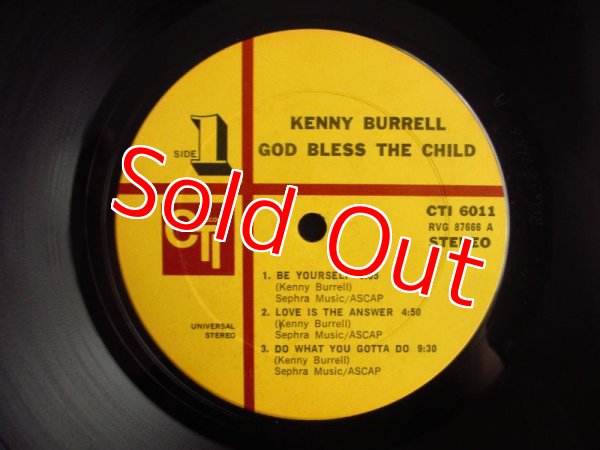 SIDE 1
KENNY BURRELL
GOD BLESS THE CHILD
CTI 6011
RVG 87666 A
STEREO
CTI
1. BE YOURSELF
(Kenny Burrell)
Sephra Music/ASCAP
2. LOVE IS THE ANSWER 4:50
(Kenny Burrell)
Sephra Music/ASCAP
3. DO WHAT YOU GOTTA DO 9:30
(Kenny Burrell)
Sephra Music/ASCAP
UNIVERSAL
STEREO
Sold Out